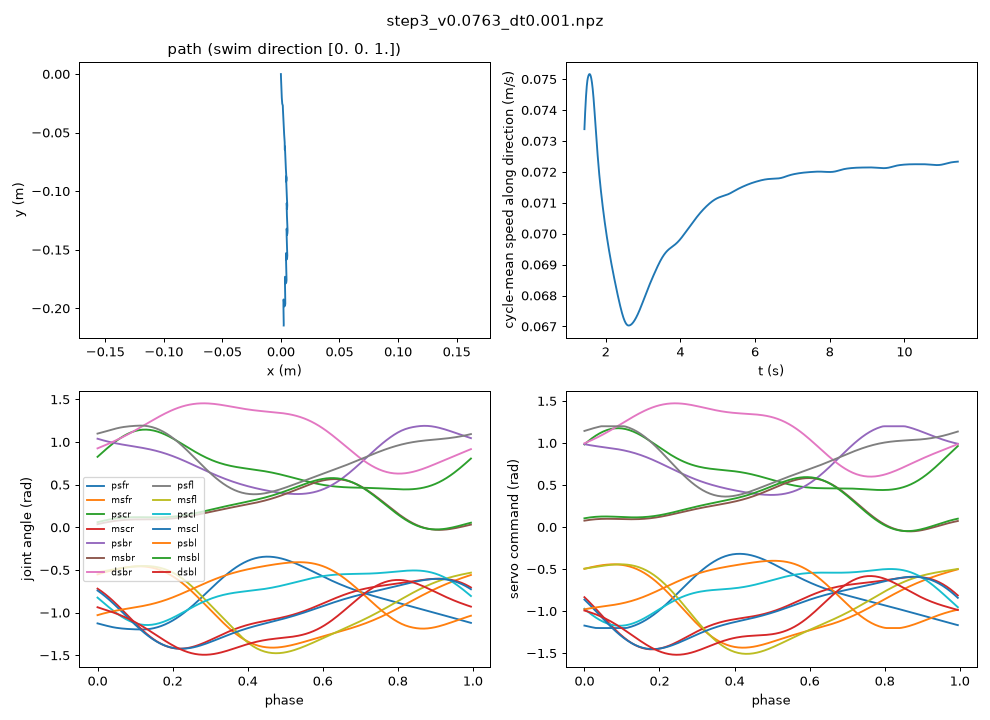 step3_v0.0763_dt0.001.npz
path (swim direction [0. 0. 1.])
0.00
−0.05
−0.10
−0.15
−0.20
y (m)
−0.15
−0.10
−0.05
0.00
0.05
0.10
0.15
x (m)
0.075
0.074
0.073
0.072
0.071
0.070
0.069
0.068
0.067
cycle-mean speed along direction (m/s)
2
4
6
8
10
t (s)
1.5
1.0
0.5
0.0
−0.5
−1.0
−1.5
joint angle (rad)
psfr
msfr
pscr
mscr
psbr
msbr
dsbr
psfl
msfl
pscl
mscl
psbl
msbl
dsbl
0.0
0.2
0.4
0.6
0.8
1.0
phase
1.5
1.0
0.5
0.0
−0.5
−1.0
−1.5
servo command (rad)
0.0
0.2
0.4
0.6
0.8
1.0
phase